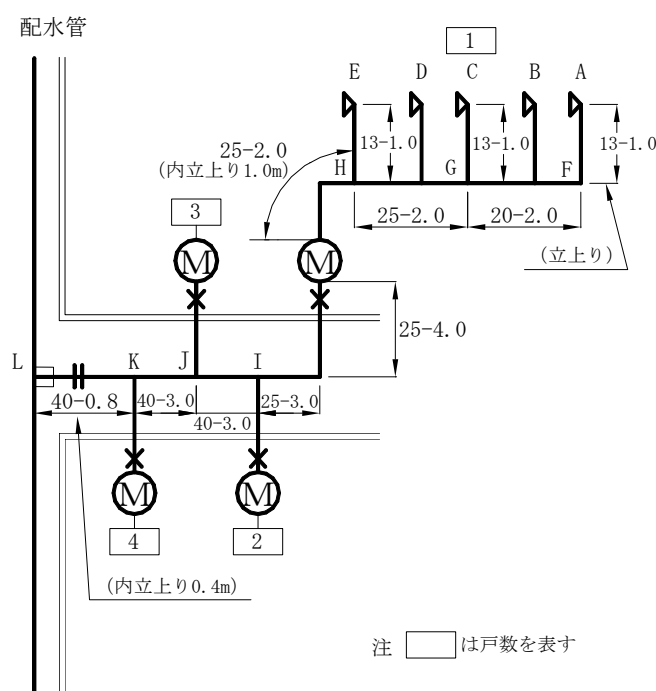 配水管
1
E D C B A
25-2.0
(内立上り1.0m)
13-1.0
13-1.0
13-1.0
H G F
3
25-2.0
20-2.0
(立上り)
M
M
25-4.0
L K J I
40-0.8
40-3.0
40-3.0
25-3.0
M
M
4
2
(内立上り0.4m)
注 は戸数を表す